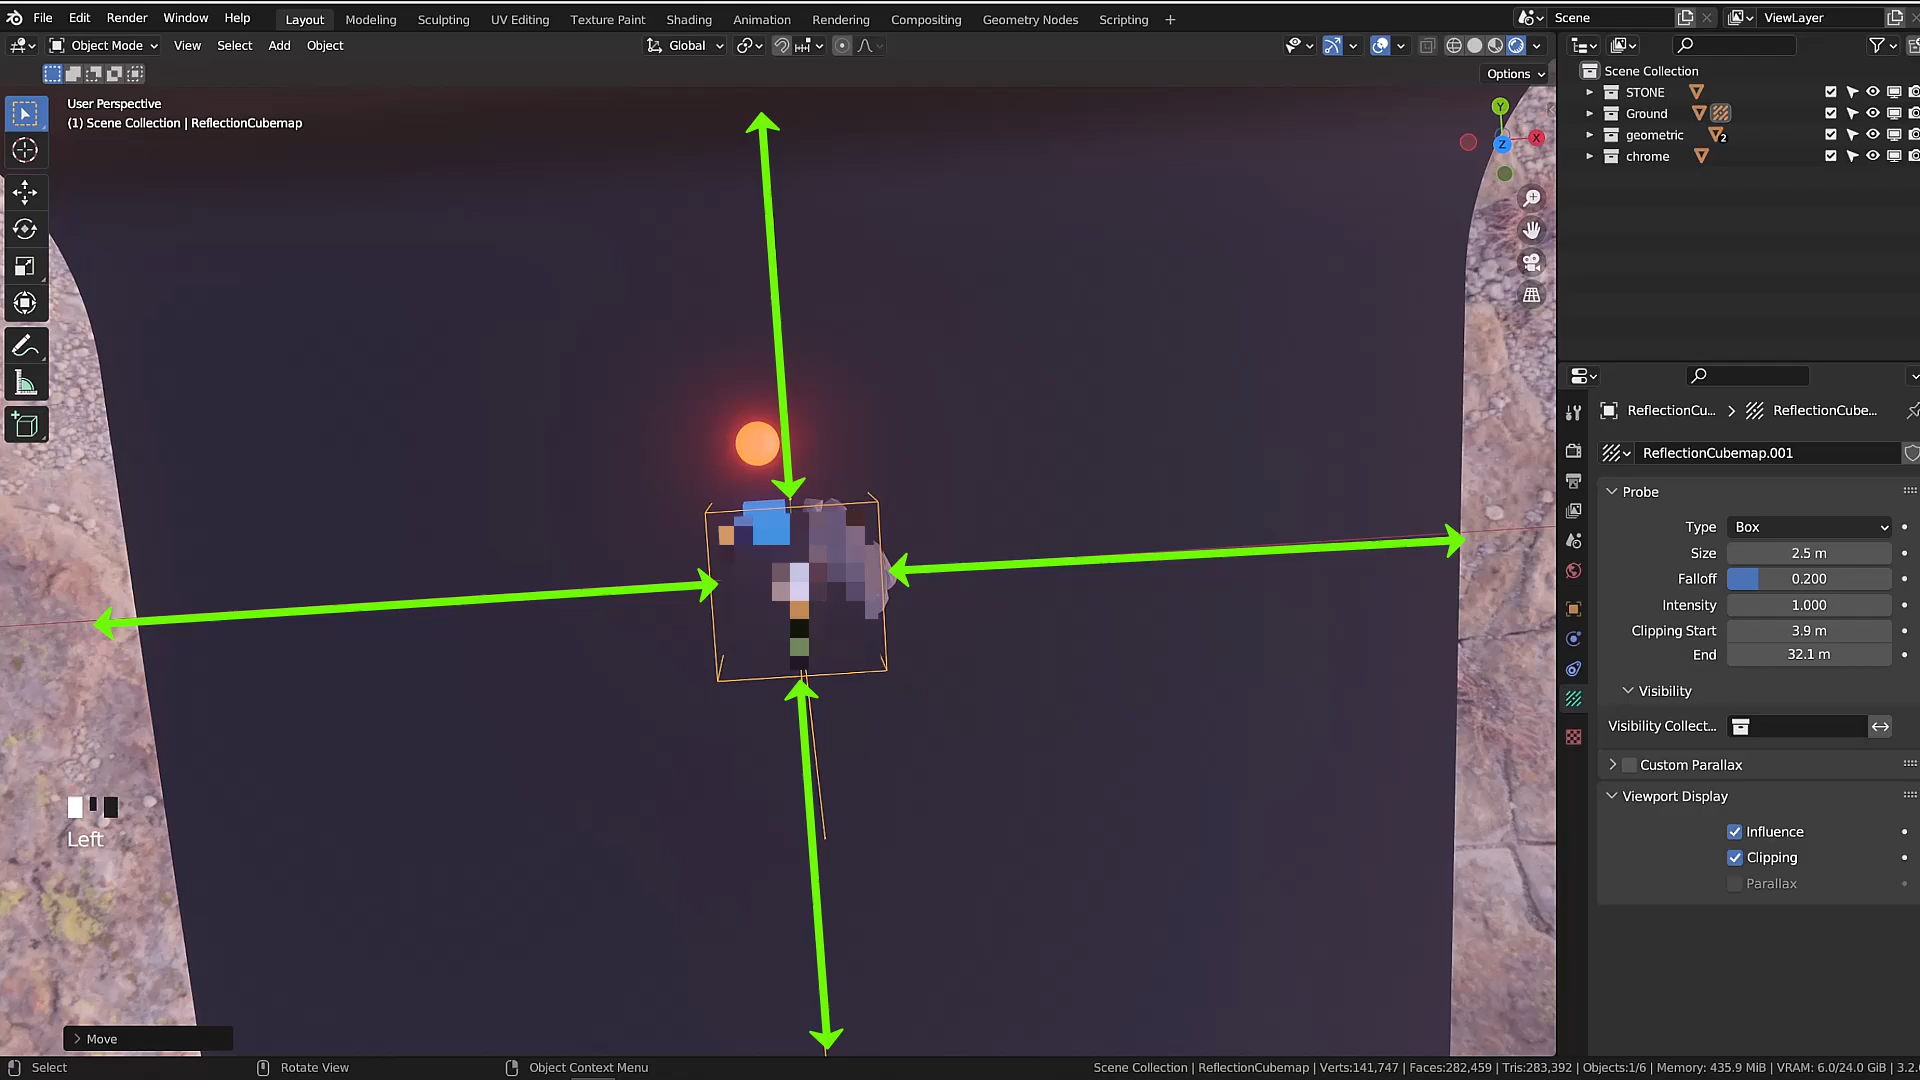 File Edit Render Window Help Layout Modeling Sculpting UV Editing Texture Paint Shading Animation Rendering Compositing Geometry Nodes Scripting + Scene ViewLayer
Object Mode View Select Add Object Global
Options
User Perspective
(1) Scene Collection | ReflectionCubemap
Y
X
Z
Scene Collection
STONE
Ground
geometric 2
chrome
ReflectionCu... ReflectionCube...
ReflectionCubemap.001
Probe
Type Box
Size 2.5 m
Falloff 0.200
Intensity 1.000
Clipping Start 3.9 m
End 32.1 m
Visibility
Visibility Collect...
Custom Parallax
Viewport Display
Influence
Clipping
Parallax
Left
Move
Select Rotate View Object Context Menu Scene Collection | ReflectionCubemap | Verts:141,747 | Faces:282,459 | Tris:283,392 | Objects:1/6 | Memory: 435.9 MiB | VRAM: 6.0/24.0 GiB | 3.2.